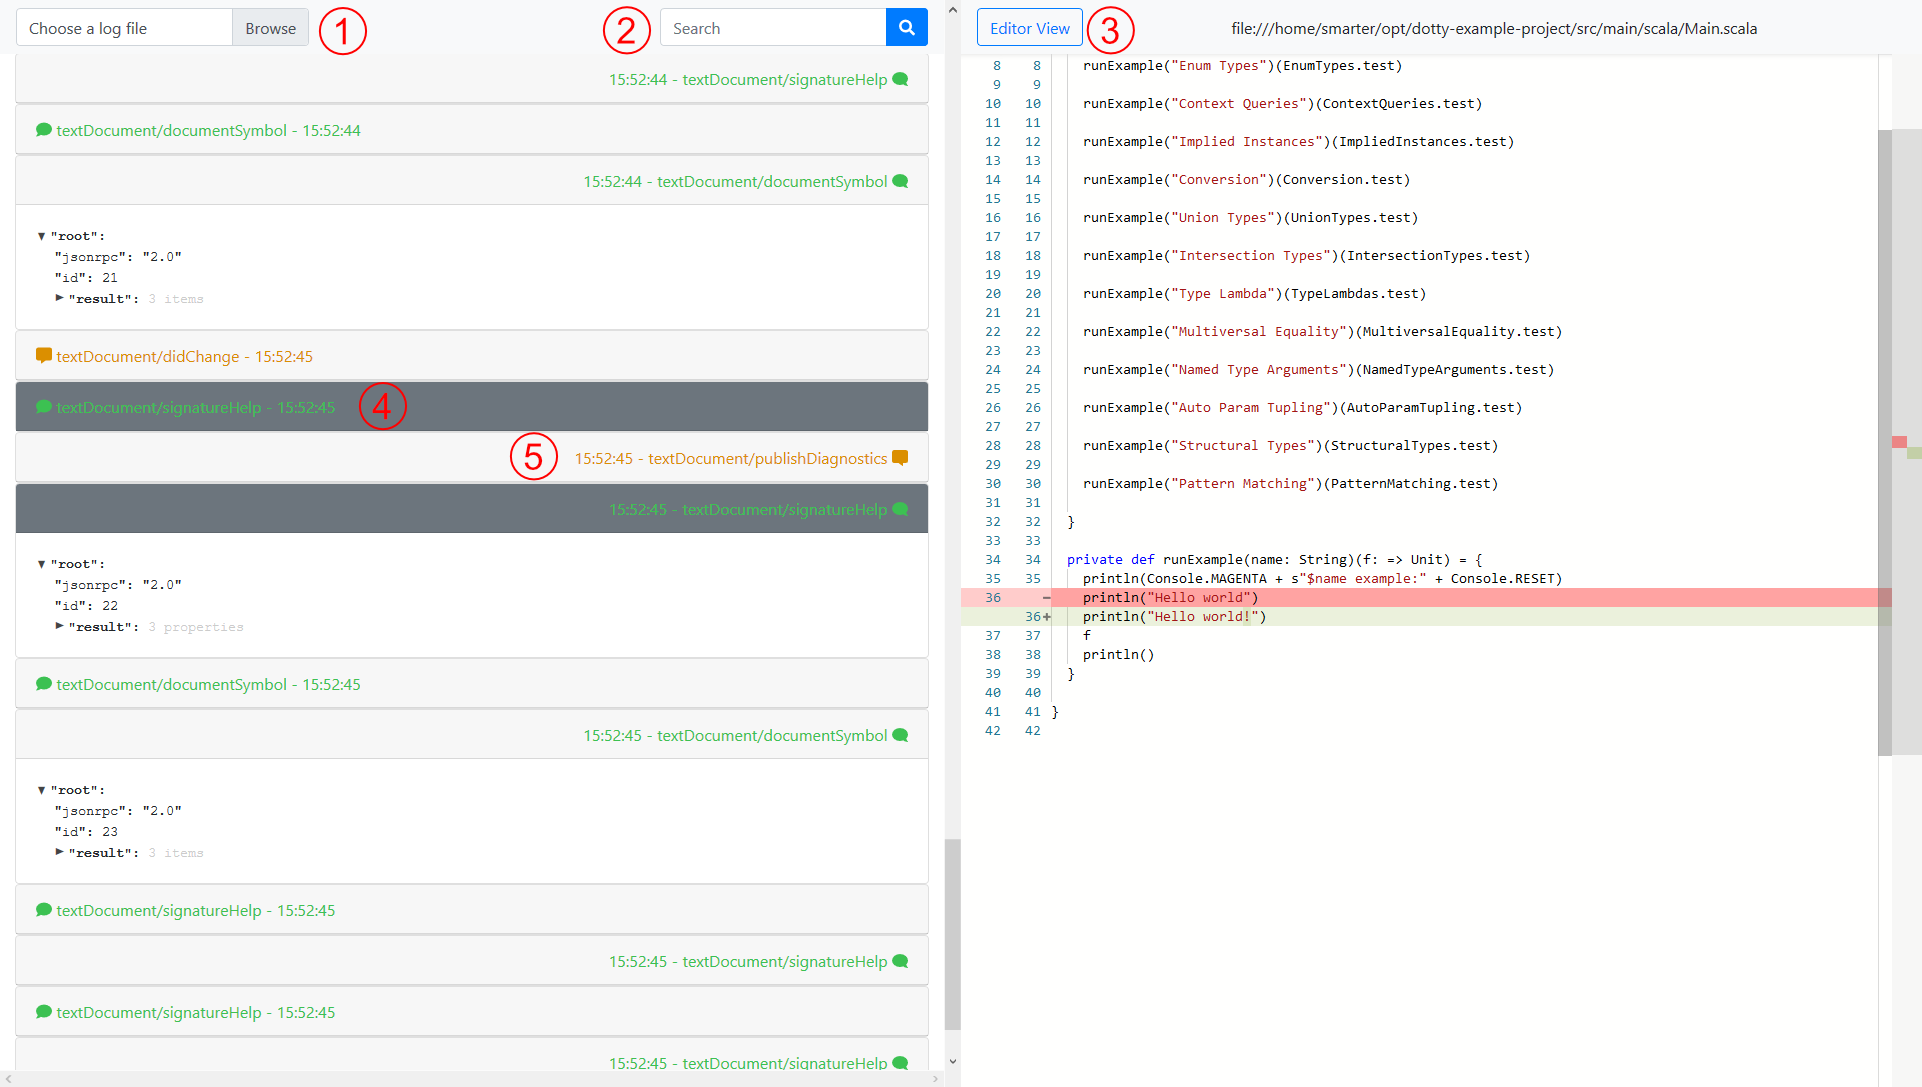 Choose a log file Browse 1 2 Search
15:52:44 - textDocument/signatureHelp
textDocument/documentSymbol - 15:52:44
15:52:44 - textDocument/documentSymbol
▼ "root":
"jsonrpc": "2.0"
"id": 21
▶ "result": 3 items
textDocument/didChange - 15:52:45
textDocument/signatureHelp - 15:52:45 4
5 15:52:45 - textDocument/publishDiagnostics
15:52:45 - textDocument/signatureHelp
▼ "root":
"jsonrpc": "2.0"
"id": 22
▶ "result": 3 properties
textDocument/documentSymbol - 15:52:45
15:52:45 - textDocument/documentSymbol
▼ "root":
"jsonrpc": "2.0"
"id": 23
▶ "result": 3 items
textDocument/signatureHelp - 15:52:45
15:52:45 - textDocument/signatureHelp
textDocument/signatureHelp - 15:52:45
15:52:45 - textDocument/signatureHelp
Editor View 3 file:///home/smarter/opt/dotty-example-project/src/main/scala/Main.scala
8 8 runExample("Enum Types")(EnumTypes.test)
9 9
10 10 runExample("Context Queries")(ContextQueries.test)
11 11
12 12 runExample("Implied Instances")(ImpliedInstances.test)
13 13
14 14 runExample("Conversion")(Conversion.test)
15 15
16 16 runExample("Union Types")(UnionTypes.test)
17 17
18 18 runExample("Intersection Types")(IntersectionTypes.test)
19 19
20 20 runExample("Type Lambda")(TypeLambdas.test)
21 21
22 22 runExample("Multiversal Equality")(MultiversalEquality.test)
23 23
24 24 runExample("Named Type Arguments")(NamedTypeArguments.test)
25 25
26 26 runExample("Auto Param Tupling")(AutoParamTupling.test)
27 27
28 28 runExample("Structural Types")(StructuralTypes.test)
29 29
30 30 runExample("Pattern Matching")(PatternMatching.test)
31 31
32 32 }
33 33
34 34 private def runExample(name: String)(f: => Unit) = {
35 35 println(Console.MAGENTA + s"$name example:" + Console.RESET)
36 - println("Hello world")
36+ println("Hello world!")
37 37 f
38 38 println()
39 39 }
40 40
41 41 }
42 42